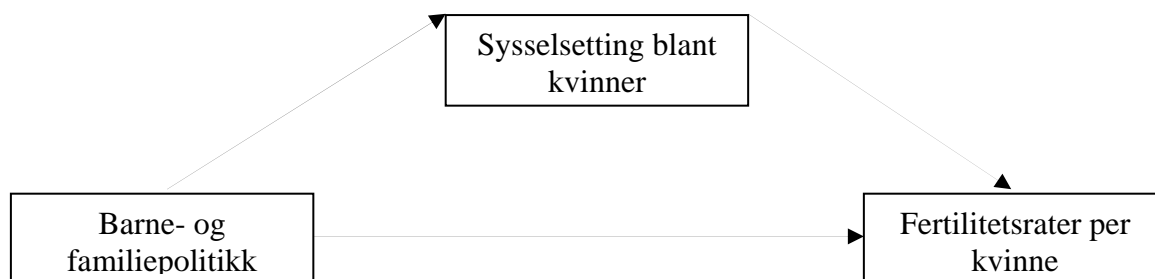 Sysselsetting blant
kvinner
Barne- og
familiepolitikk
Fertilitetsrater per
kvinne